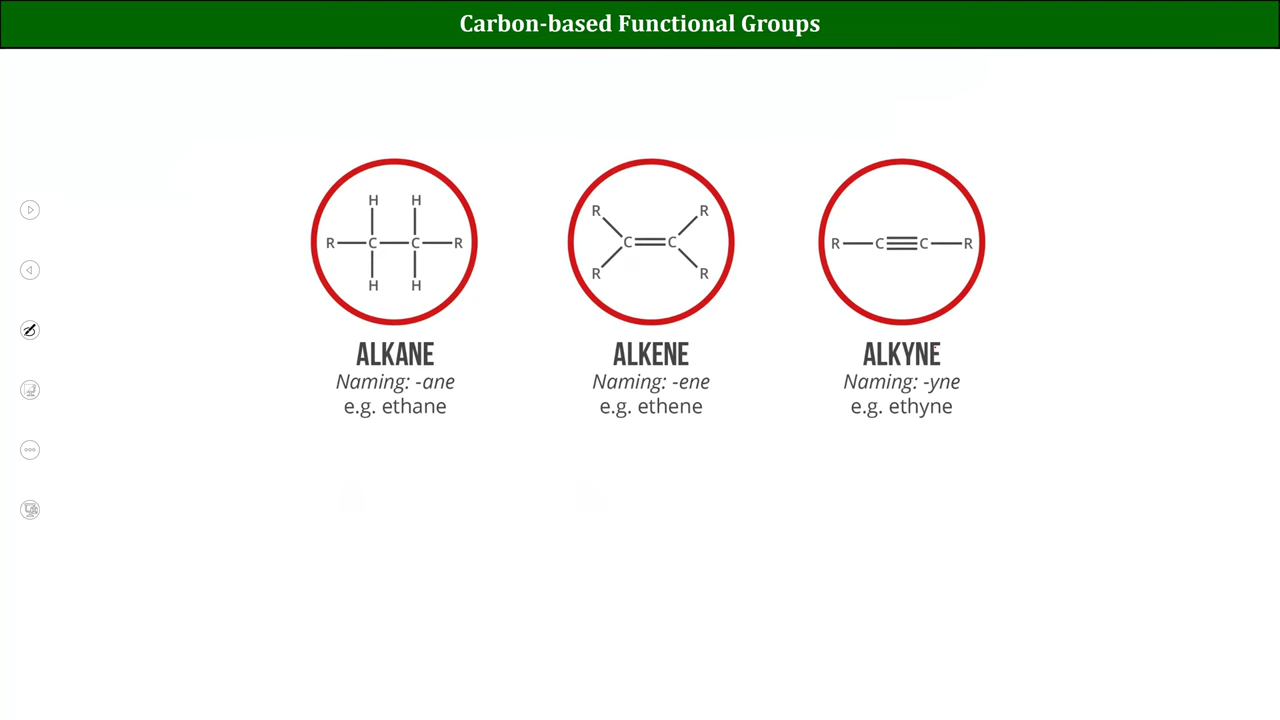 Carbon-based Functional Groups
H H
R C C R
H H
R R
C C
R R
R C C R
ALKANE
Naming: -ane
e.g. ethane
ALKENE
Naming: -ene
e.g. ethene
ALKYNE
Naming: -yne
e.g. ethyne